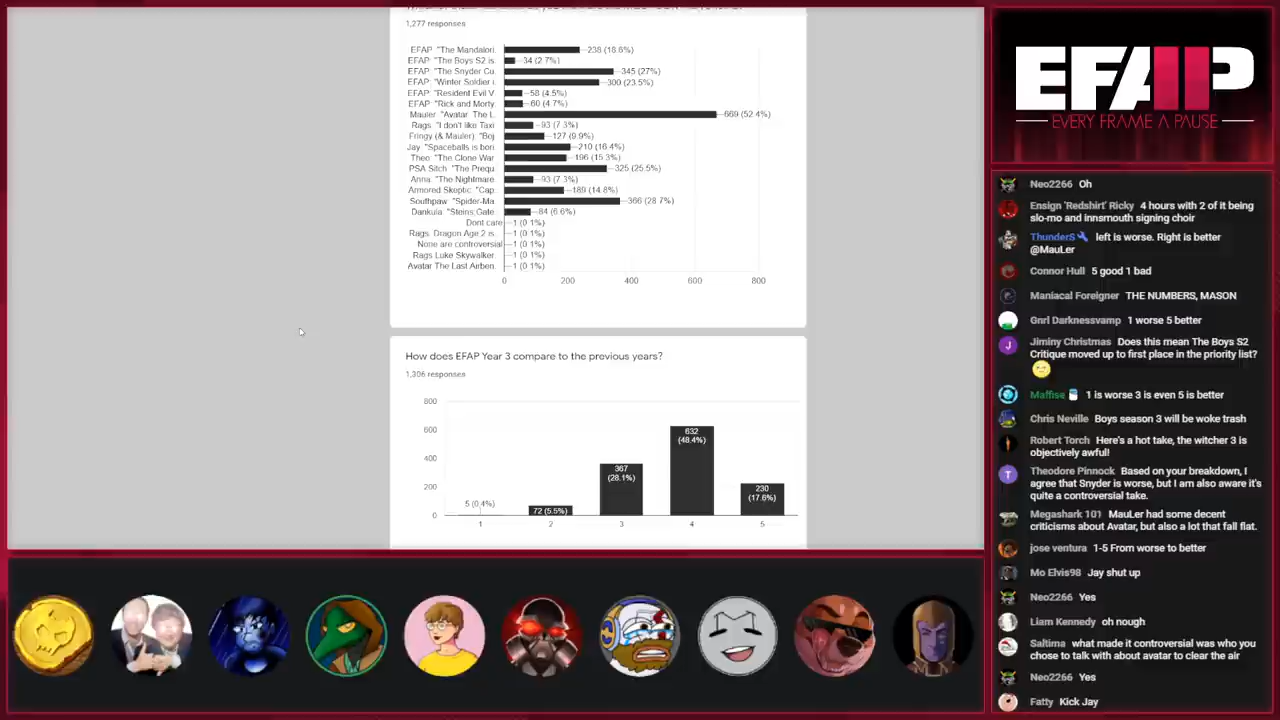 1,277 responses
EFAP: "The Mandalori.. 238 (18.6%)
EFAP: "The Boys S2 is.. 34 (2.7%)
EFAP: "The Snyder Cu.. 345 (27%)
EFAP: "Winter Soldier i.. 300 (23.5%)
EFAP: "Resident Evil V.. 58 (4.5%)
EFAP: "Rick and Morty.. 60 (4.7%)
Mauler: "Avatar: The L.. 669 (52.4%)
Rags: "I don't like Taxi.. 93 (7.3%)
Fringy (& Mauler): "Boj.. 127 (9.9%)
Jay: "Spaceballs is bori.. 210 (16.4%)
Theo: "The Clone War.. 196 (15.3%)
PSA Sitch: "The Prequ.. 325 (25.5%)
Anna: "The Nightmare.. 93 (7.3%)
Armored Skeptic: "Cap.. 189 (14.8%)
Southpaw: "Spider-Ma.. 366 (28.7%)
Dankula: "Steins;Gate.. 84 (6.6%)
Dont care 1 (0.1%)
Rags: Dragon Age 2 is.. 1 (0.1%)
None are controversial 1 (0.1%)
Rags Luke Skywalker.. 1 (0.1%)
Avatar The Last Airben.. 1 (0.1%)
0 200 400 600 800
How does EFAP Year 3 compare to the previous years?
1,306 responses
800
600
400
200
0
5 (0.4%)
72 (5.5%)
367
(28.1%)
632
(48.4%)
230
(17.6%)
1 2 3 4 5
EFAP
EVERY FRAME A PAUSE
Neo2266 Oh
Ensign 'Redshirt' Ricky 4 hours with 2 of it being
slo-mo and innsmouth signing choir
ThunderS left is worse. Right is better
@MauLer
Connor Hull 5 good 1 bad
Maniacal Foreigner THE NUMBERS, MASON
Gnrl Darknessvamp 1 worse 5 better
Jiminy Christmas Does this mean The Boys S2
Critique moved up to first place in the priority list?
Maffise 1 is worse 3 is even 5 is better
Chris Neville Boys season 3 will be woke trash
Robert Torch Here's a hot take, the witcher 3 is
objectively awful!
Theodore Pinnock Based on your breakdown, I
agree that Snyder is worse, but I am also aware it's
quite a controversial take.
Megashark 101 MauLer had some decent
criticisms about Avatar, but also a lot that fall flat.
jose ventura 1-5 From worse to better
Mo Elvis98 Jay shut up
Neo2266 Yes
Liam Kennedy oh nough
Saltima what made it controversial was who you
chose to talk with about avatar to clear the air
Neo2266 Yes
Fatty Kick Jay